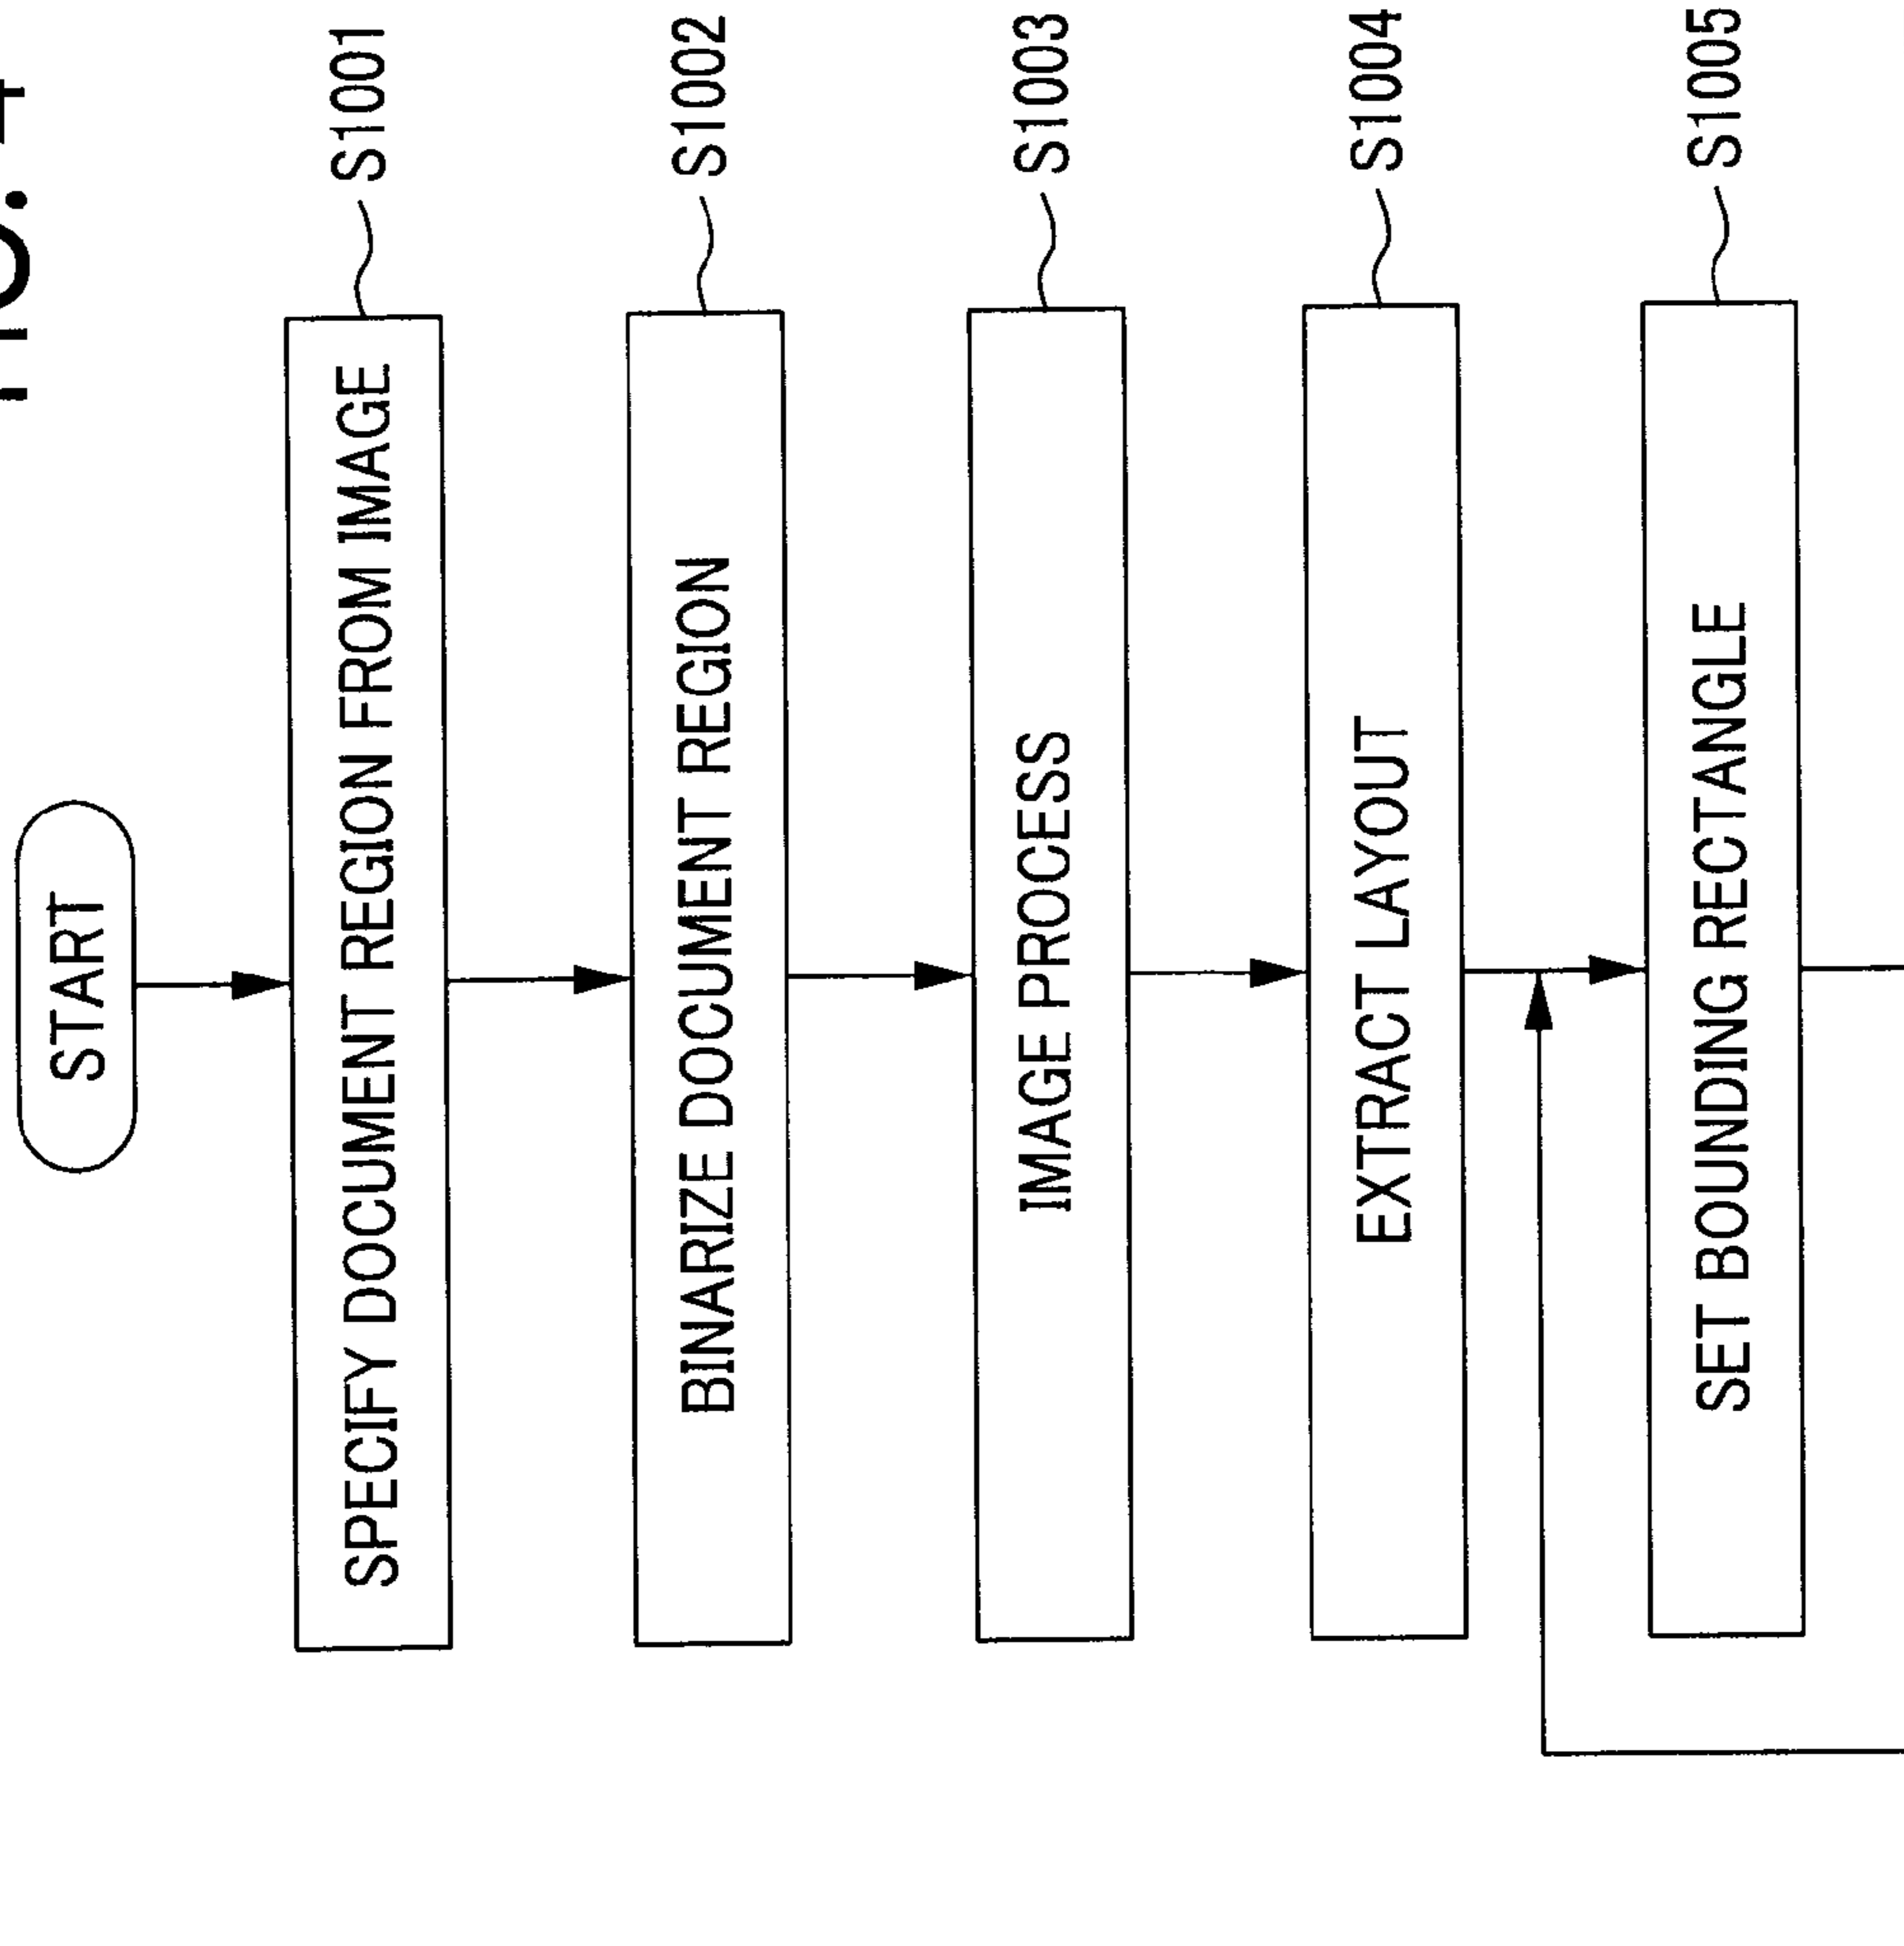 START
SPECIFY DOCUMENT REGION FROM IMAGE
S1001
BINARIZE DOCUMENT REGION
S1002
IMAGE PROCESS
S1003
EXTRACT LAYOUT
S1004
SET BOUNDING RECTANGLE
S1005